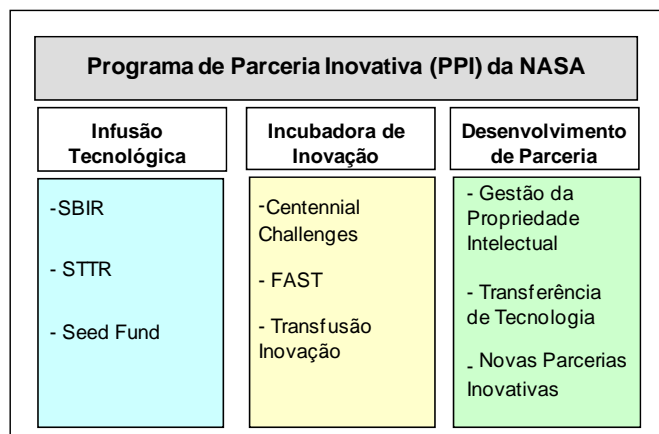 Programa de Parceria Inovativa (PPI) da NASA
Infusão
Tecnológica
Incubadora de
Inovação
Desenvolvimento
de Parceria
-SBIR
- STTR
- Seed Fund
-Centennial
Challenges
- FAST
- Transfusão
Inovação
- Gestão da
Propriedade
Intelectual
- Transferência
de Tecnologia
- Novas Parcerias
Inovativas